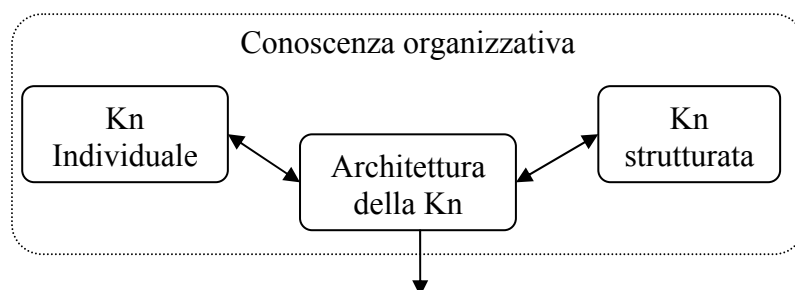 Conoscenza organizzativa
Kn
Individuale
Architettura
della Kn
Kn
strutturata